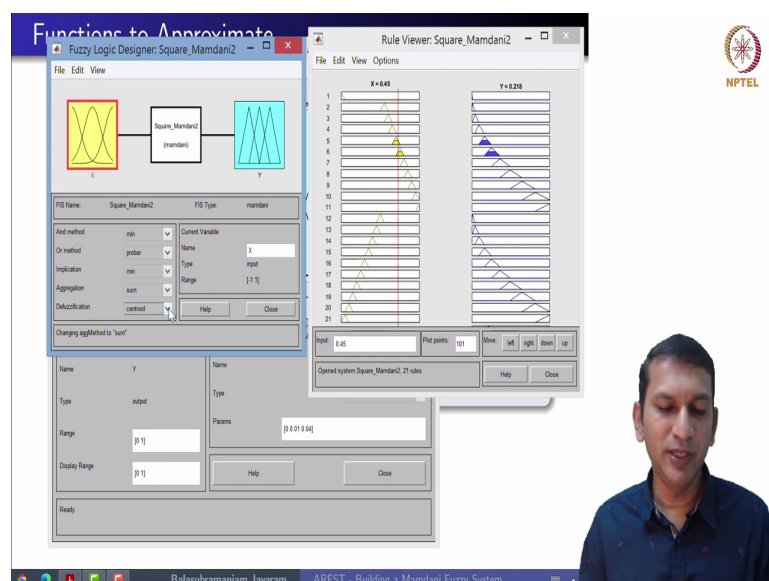 Functions to Approximate
Fuzzy Logic Designer: Square_Mamdani2
File Edit View
Square_Mamdani2
(mamdani)
X
Y
FIS Name: Square_Mamdani2 FIS Type: mamdani
And method min
Or method probor
Implication min
Aggregation sum
Defuzzification centroid
Current Variable
Name X
Type input
Range [-1 1]
Help Close
Changing aggMethod to "sum"
Rule Viewer: Square_Mamdani2
File Edit View Options
X = 0.45 Y = 0.218
1
2
3
4
5
6
7
8
9
10
11
12
13
14
15
16
17
18
19
20
21
Input: 0.45 Plot points: 101 Move: left right down up
Opened system Square_Mamdani2, 21 rules Help Close
Name Y Name
Type output Type
Params [0 0.01 0.04]
Range [0 1]
Display Range [0 1]
Help Close
Ready
NPTEL
Balasubramaniam Jayaram ARFST - Building a Mamdani Fuzzy System